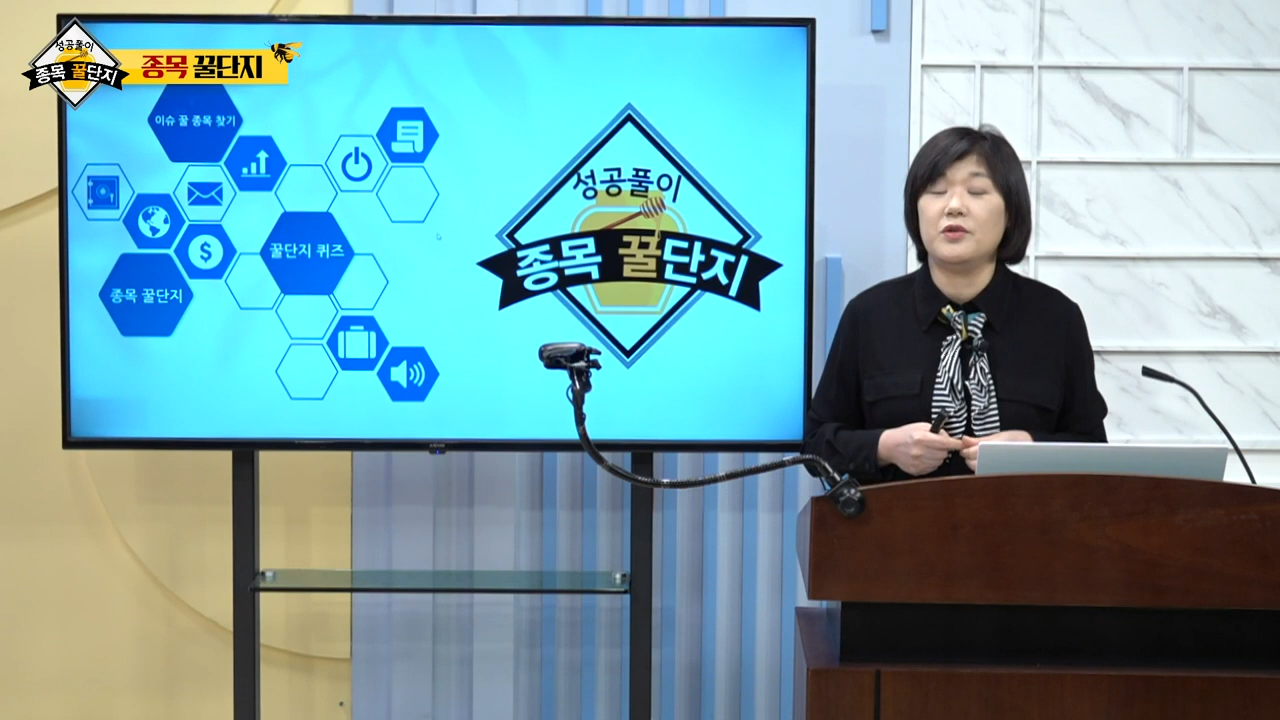 성공풀이
종목 꿀단지
종목 꿀단지
이슈 꿀 종목 찾기
꿀단지 퀴즈
종목 꿀단지
성공풀이
종목 꿀단지